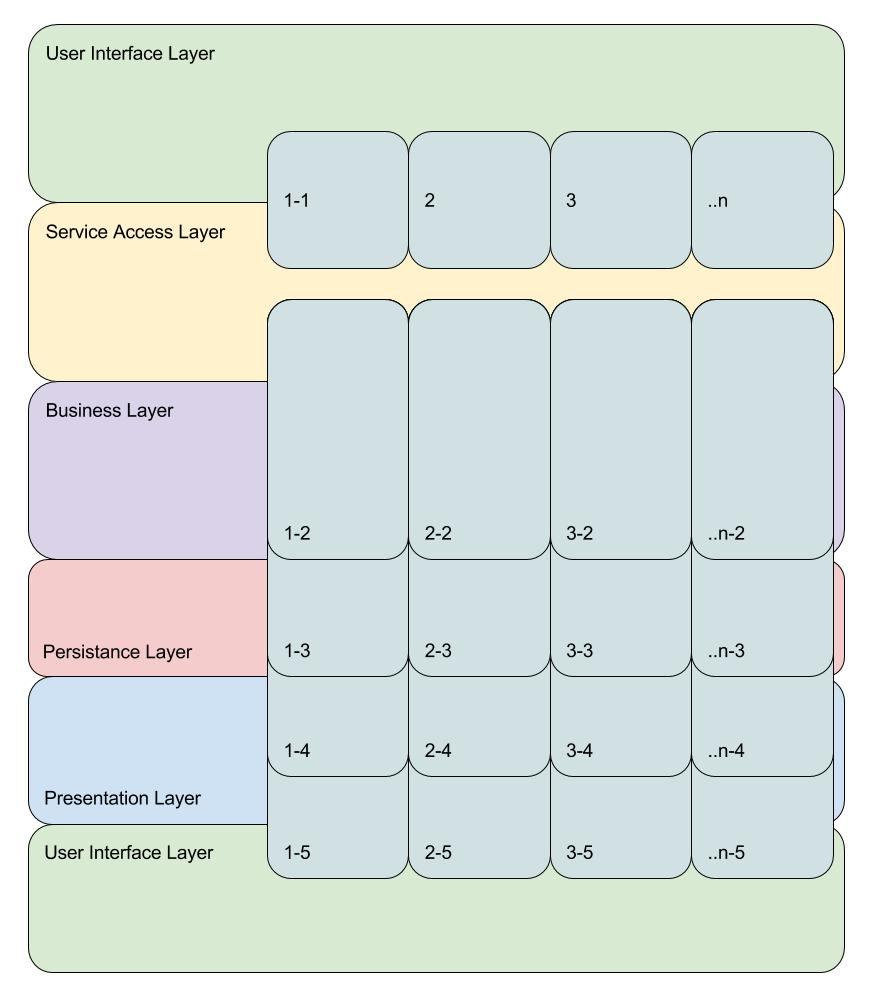 User Interface Layer
1-1 2 3 ..n
Service Access Layer
Business Layer
1-2 2-2 3-2 ..n-2
Persistance Layer 1-3 2-3 3-3 ..n-3
1-4 2-4 3-4 ..n-4
Presentation Layer
User Interface Layer 1-5 2-5 3-5 ..n-5